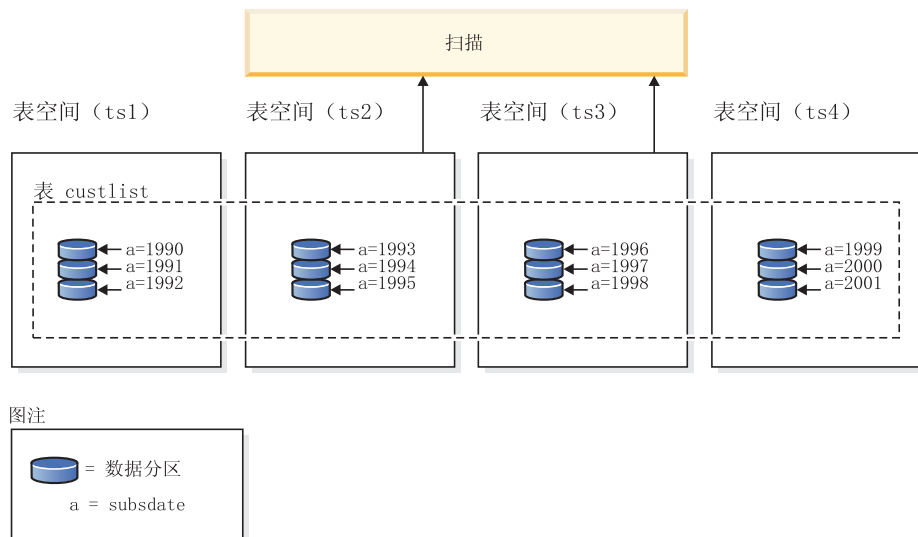 扫描
表空间（ts1）
表空间（ts2）
表空间（ts3）
表空间（ts4）
表 custlist
a=1990
a=1991
a=1992
a=1993
a=1994
a=1995
a=1996
a=1997
a=1998
a=1999
a=2000
a=2001
图注
= 数据分区
a = subsdate